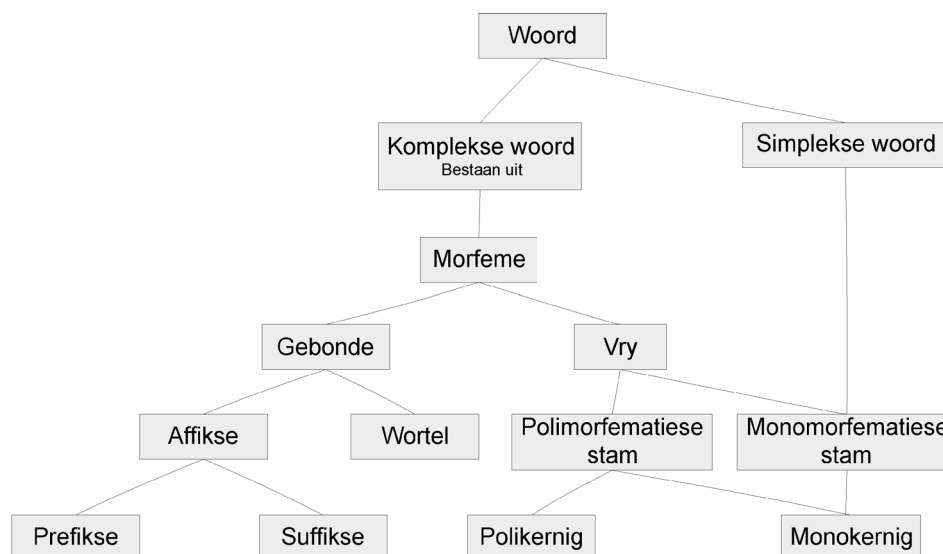 Woord
Komplekse woord
Bestaan uit
Simplekse woord
Morfeme
Gebonde
Vry
Affikse
Wortel
Polimorfematiese
stam
Monomorfematiese
stam
Prefikse
Suffikse
Polikernig
Monokernig